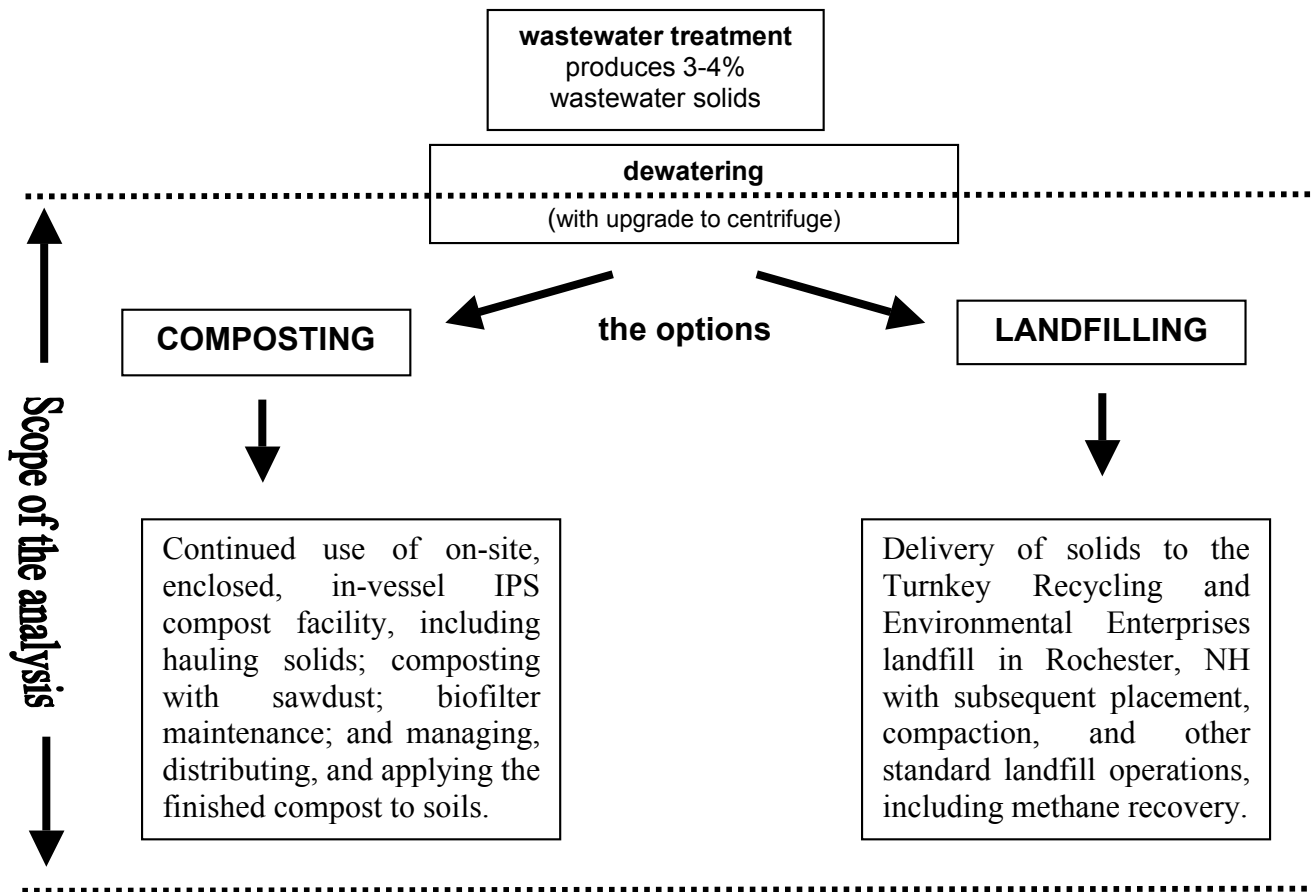 wastewater treatment
produces 3-4%
wastewater solids
dewatering
(with upgrade to centrifuge)
COMPOSTING
the options
LANDFILLING
Scope of the analysis
Continued use of on-site,
enclosed, in-vessel IPS
compost facility, including
hauling solids; composting
with sawdust; biofilter
maintenance; and managing,
distributing, and applying the
finished compost to soils.
Delivery of solids to the
Turnkey Recycling and
Environmental Enterprises
landfill in Rochester, NH
with subsequent placement,
compaction, and other
standard landfill operations,
including methane recovery.